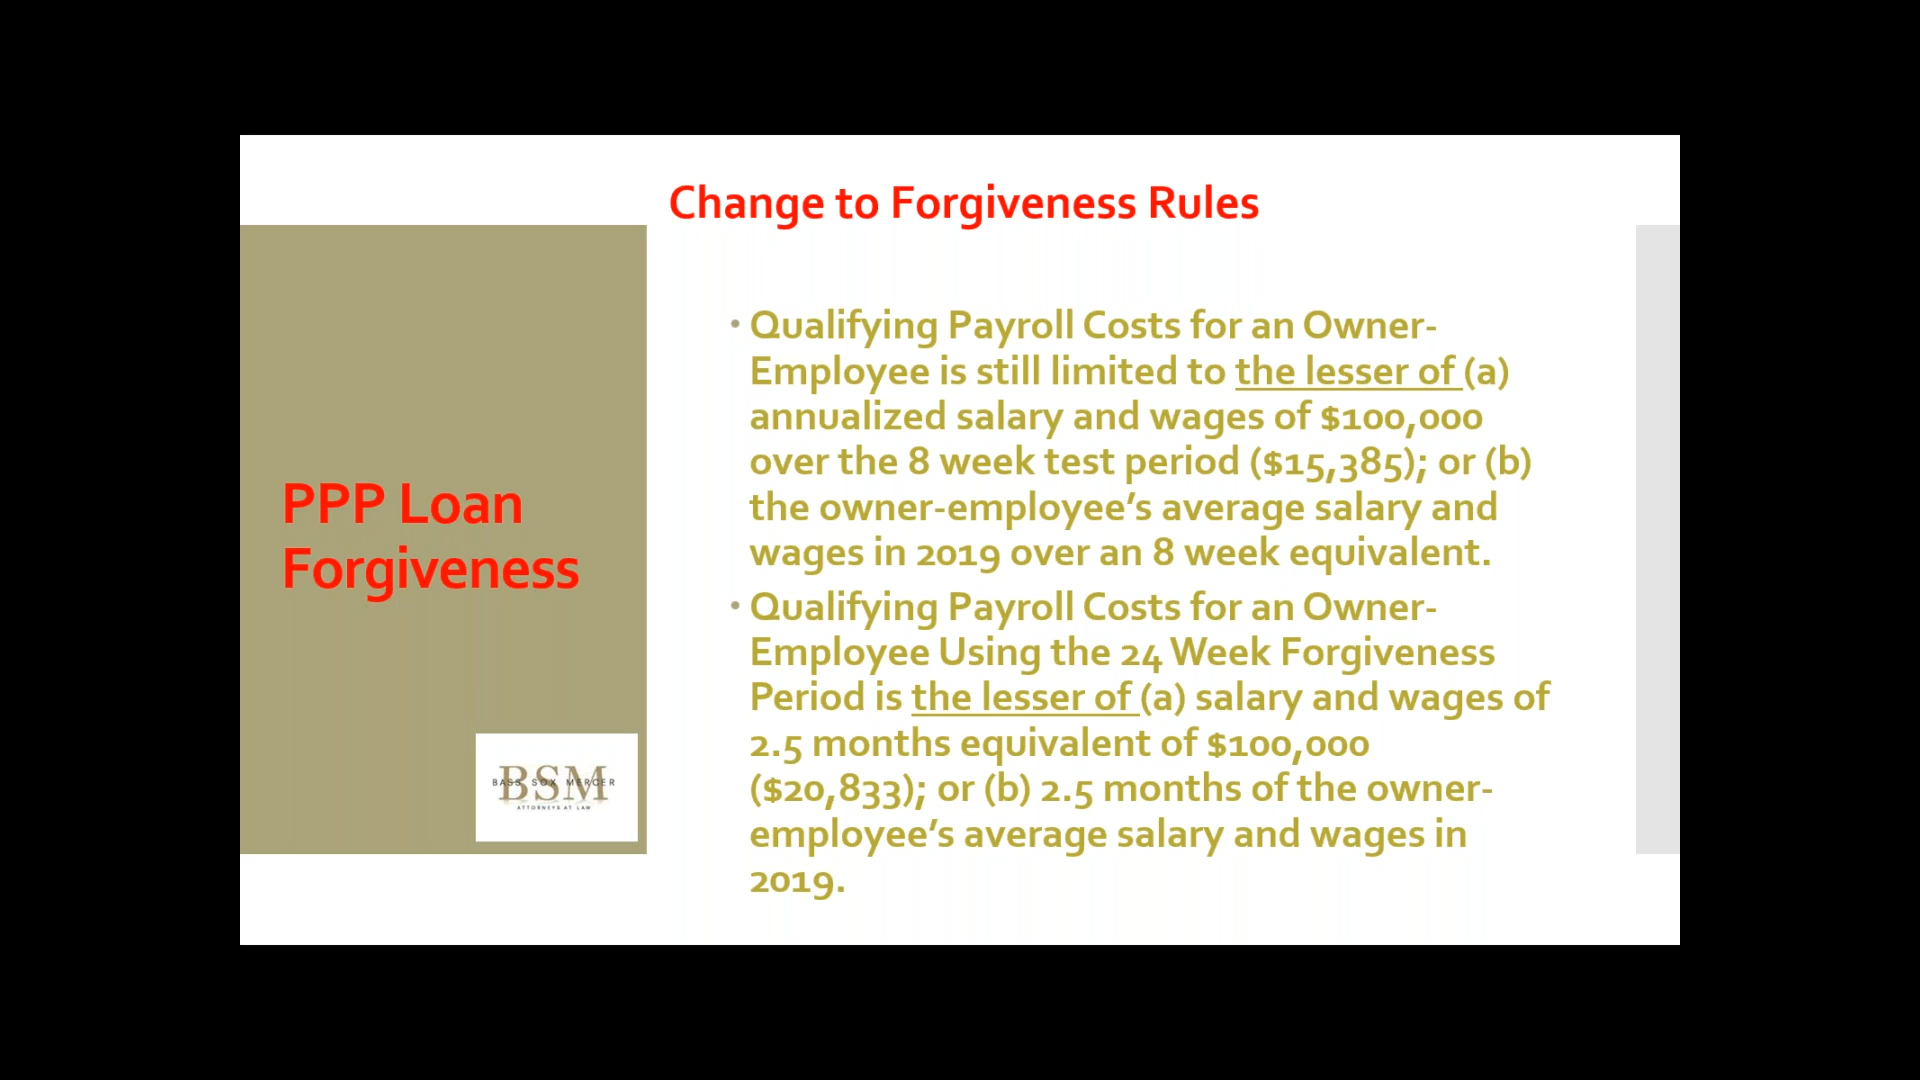 Change to Forgiveness Rules
PPP Loan
Forgiveness
• Qualifying Payroll Costs for an Owner-
Employee is still limited to the lesser of (a)
annualized salary and wages of $100,000
over the 8 week test period ($15,385); or (b)
the owner-employee’s average salary and
wages in 2019 over an 8 week equivalent.
• Qualifying Payroll Costs for an Owner-
Employee Using the 24 Week Forgiveness
Period is the lesser of (a) salary and wages of
2.5 months equivalent of $100,000
($20,833); or (b) 2.5 months of the owner-
employee’s average salary and wages in
2019.
BSM
BASS SOX MERCER
ATTORNEYS AT LAW